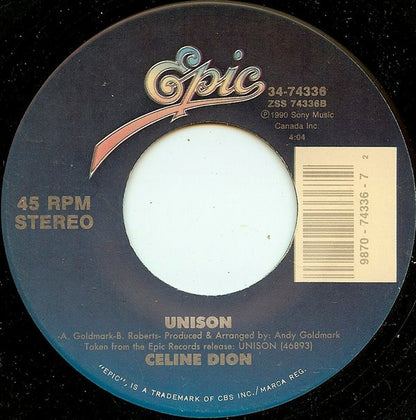 Epic
34-74336
ZSS 74336B
Ⓟ1990 Sony Music
Canada Inc
4:04
45 RPM
STEREO
2
9870 - 74336 - 7
UNISON
-A. Goldmark-B. Roberts- Produced & Arranged by: Andy Goldmark
Taken from the Epic Records release: UNISON (46893)
CELINE DION
"EPIC", IS A TRADEMARK OF CBS INC./MARCA REG.